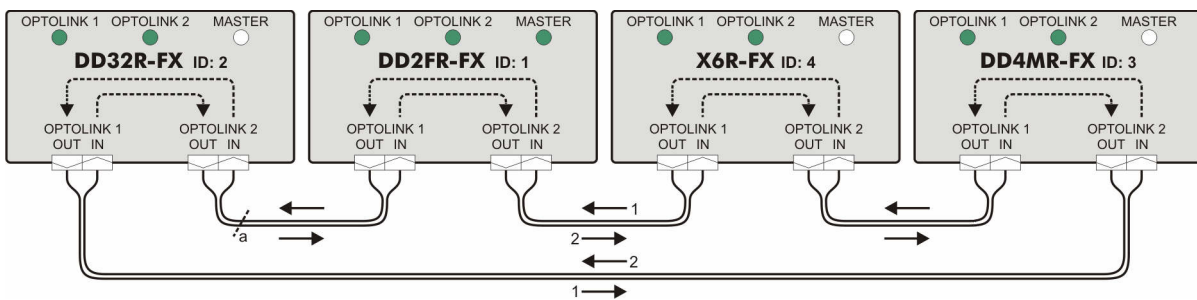 OPTOLINK 1 OPTOLINK 2 MASTER OPTOLINK 1 OPTOLINK 2 MASTER OPTOLINK 1 OPTOLINK 2 MASTER OPTOLINK 1 OPTOLINK 2 MASTER
DD32R-FX ID: 2 DD2FR-FX ID: 1 X6R-FX ID: 4 DD4MR-FX ID: 3
OPTOLINK 1 OPTOLINK 2 OPTOLINK 1 OPTOLINK 2 OPTOLINK 1 OPTOLINK 2 OPTOLINK 1 OPTOLINK 2
OUT IN OUT IN OUT IN OUT IN OUT IN OUT IN OUT IN OUT IN
1
a 2
2
1